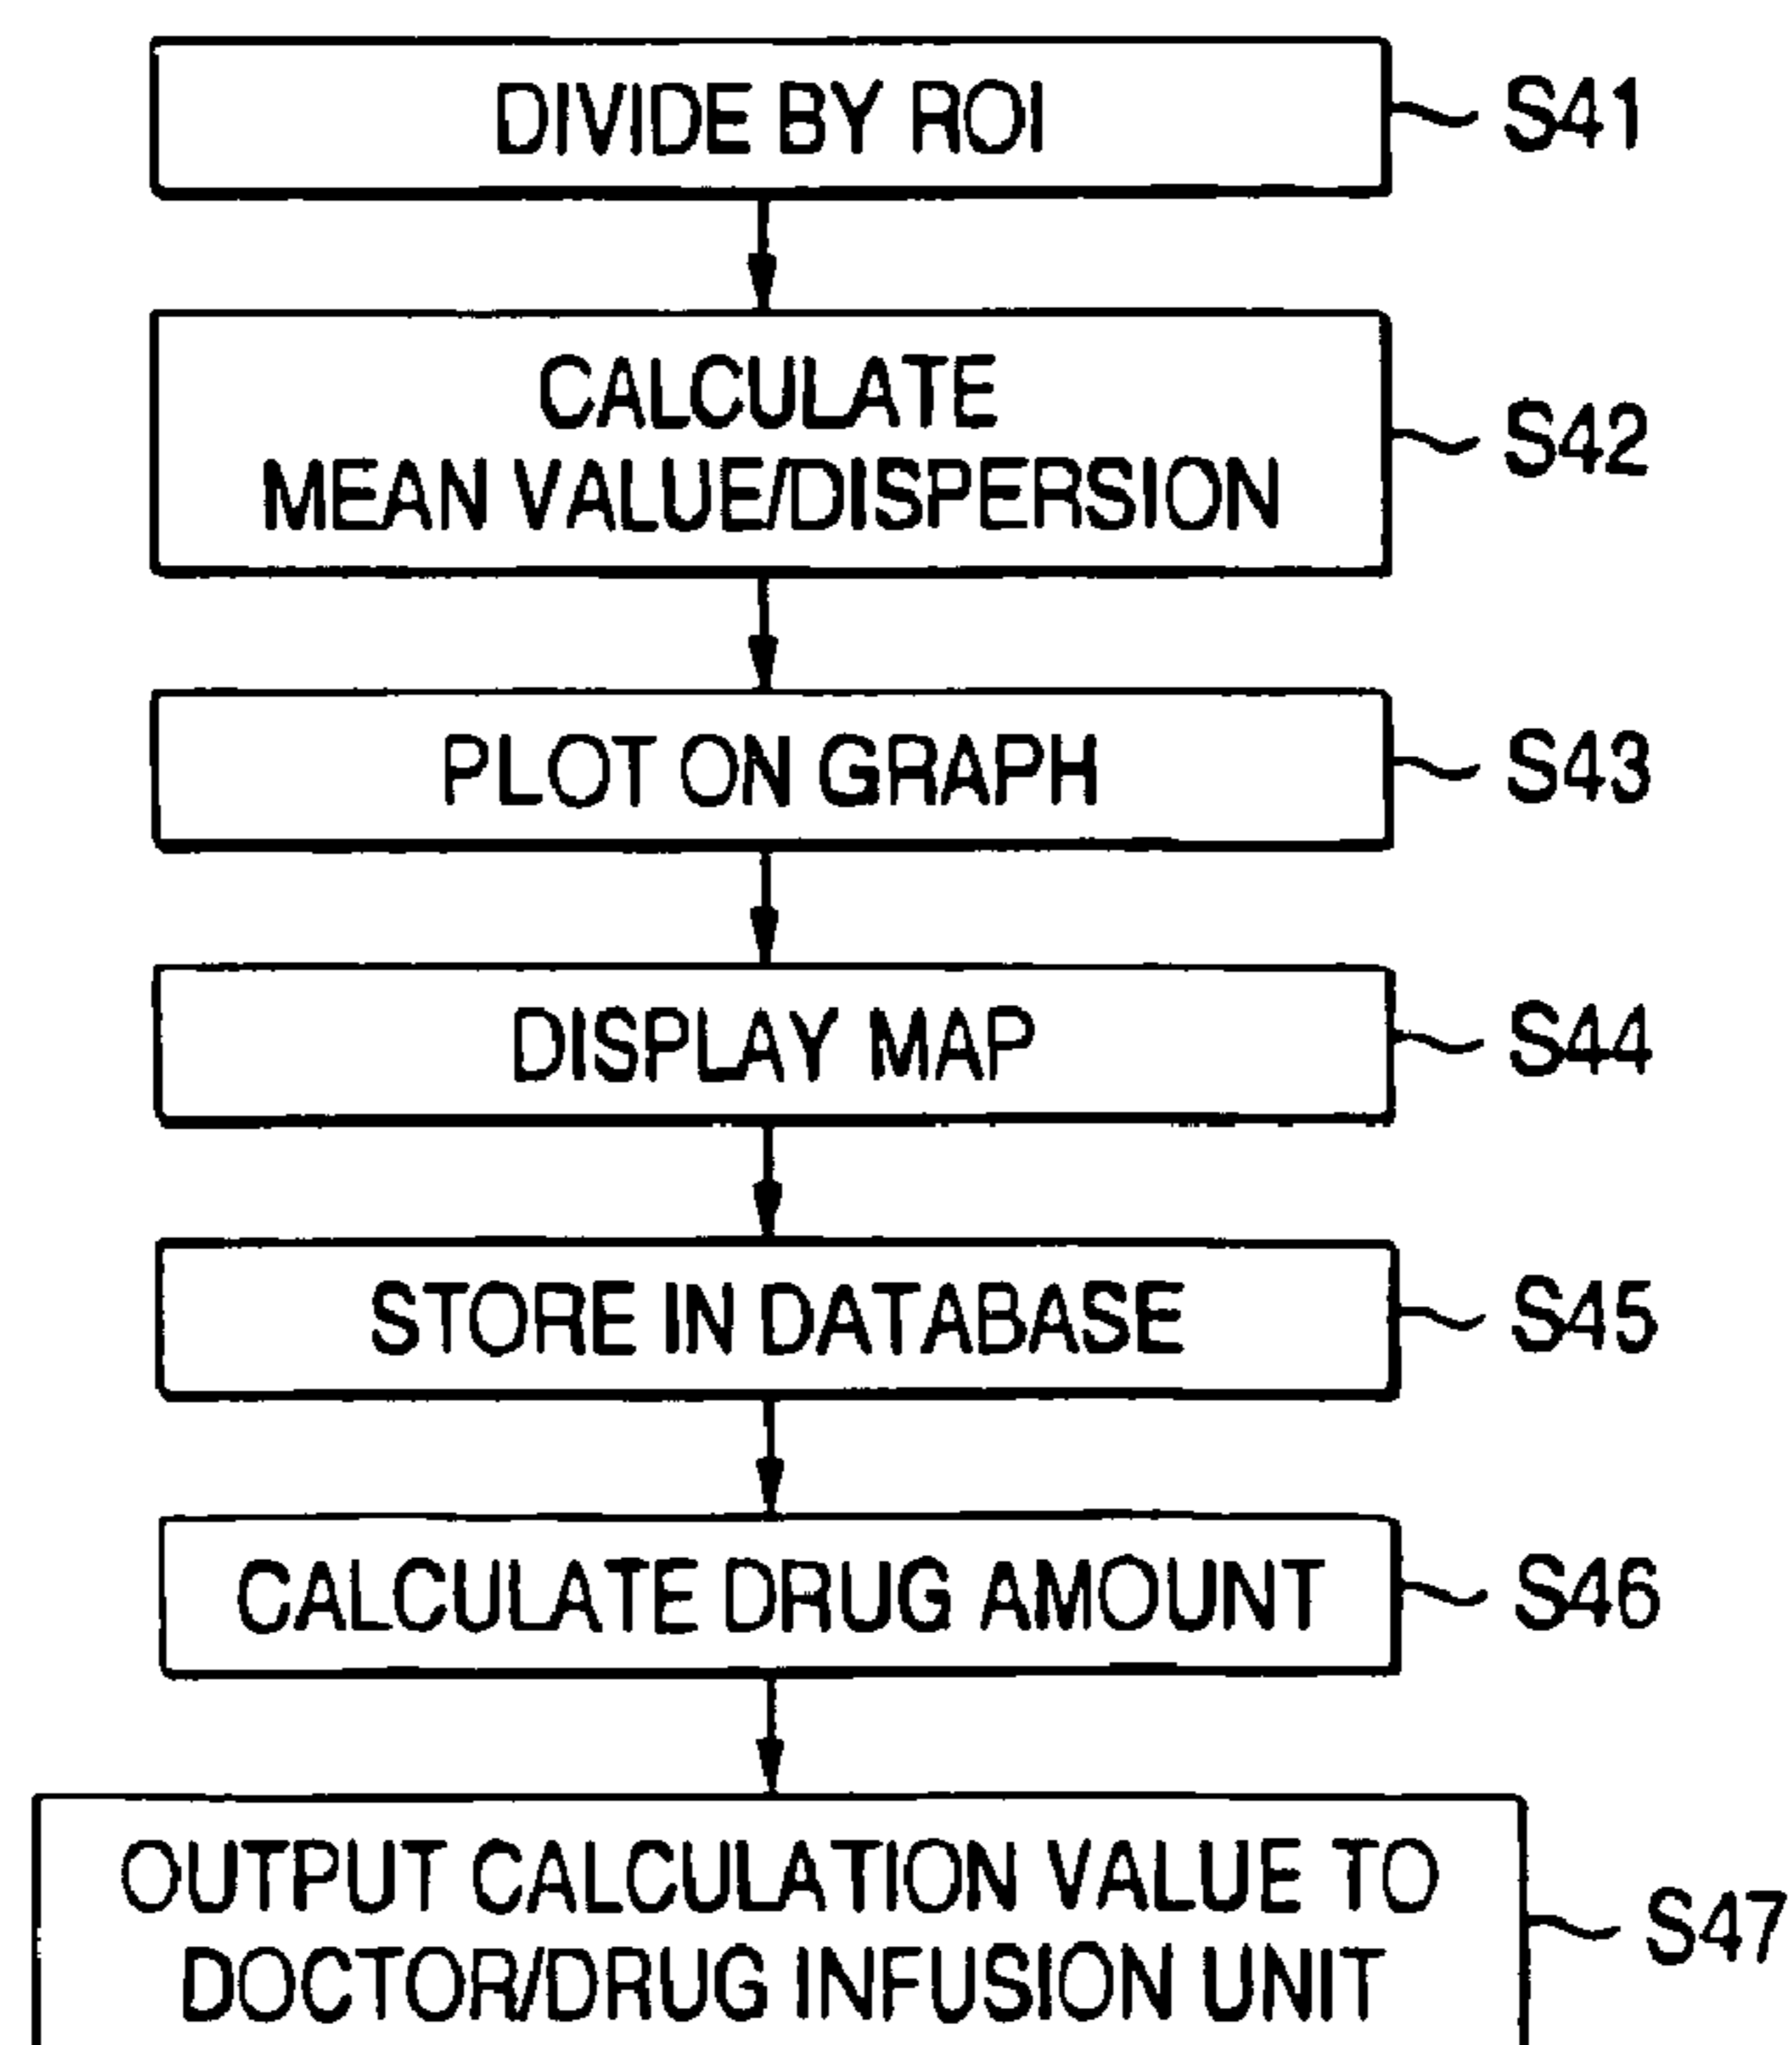 DIVIDE BY ROI
S41
CALCULATE
MEAN VALUE/DISPERSION
S42
PLOT ON GRAPH
S43
DISPLAY MAP
S44
STORE IN DATABASE
S45
CALCULATE DRUG AMOUNT
S46
OUTPUT CALCULATION VALUE TO
DOCTOR/DRUG INFUSION UNIT
S47